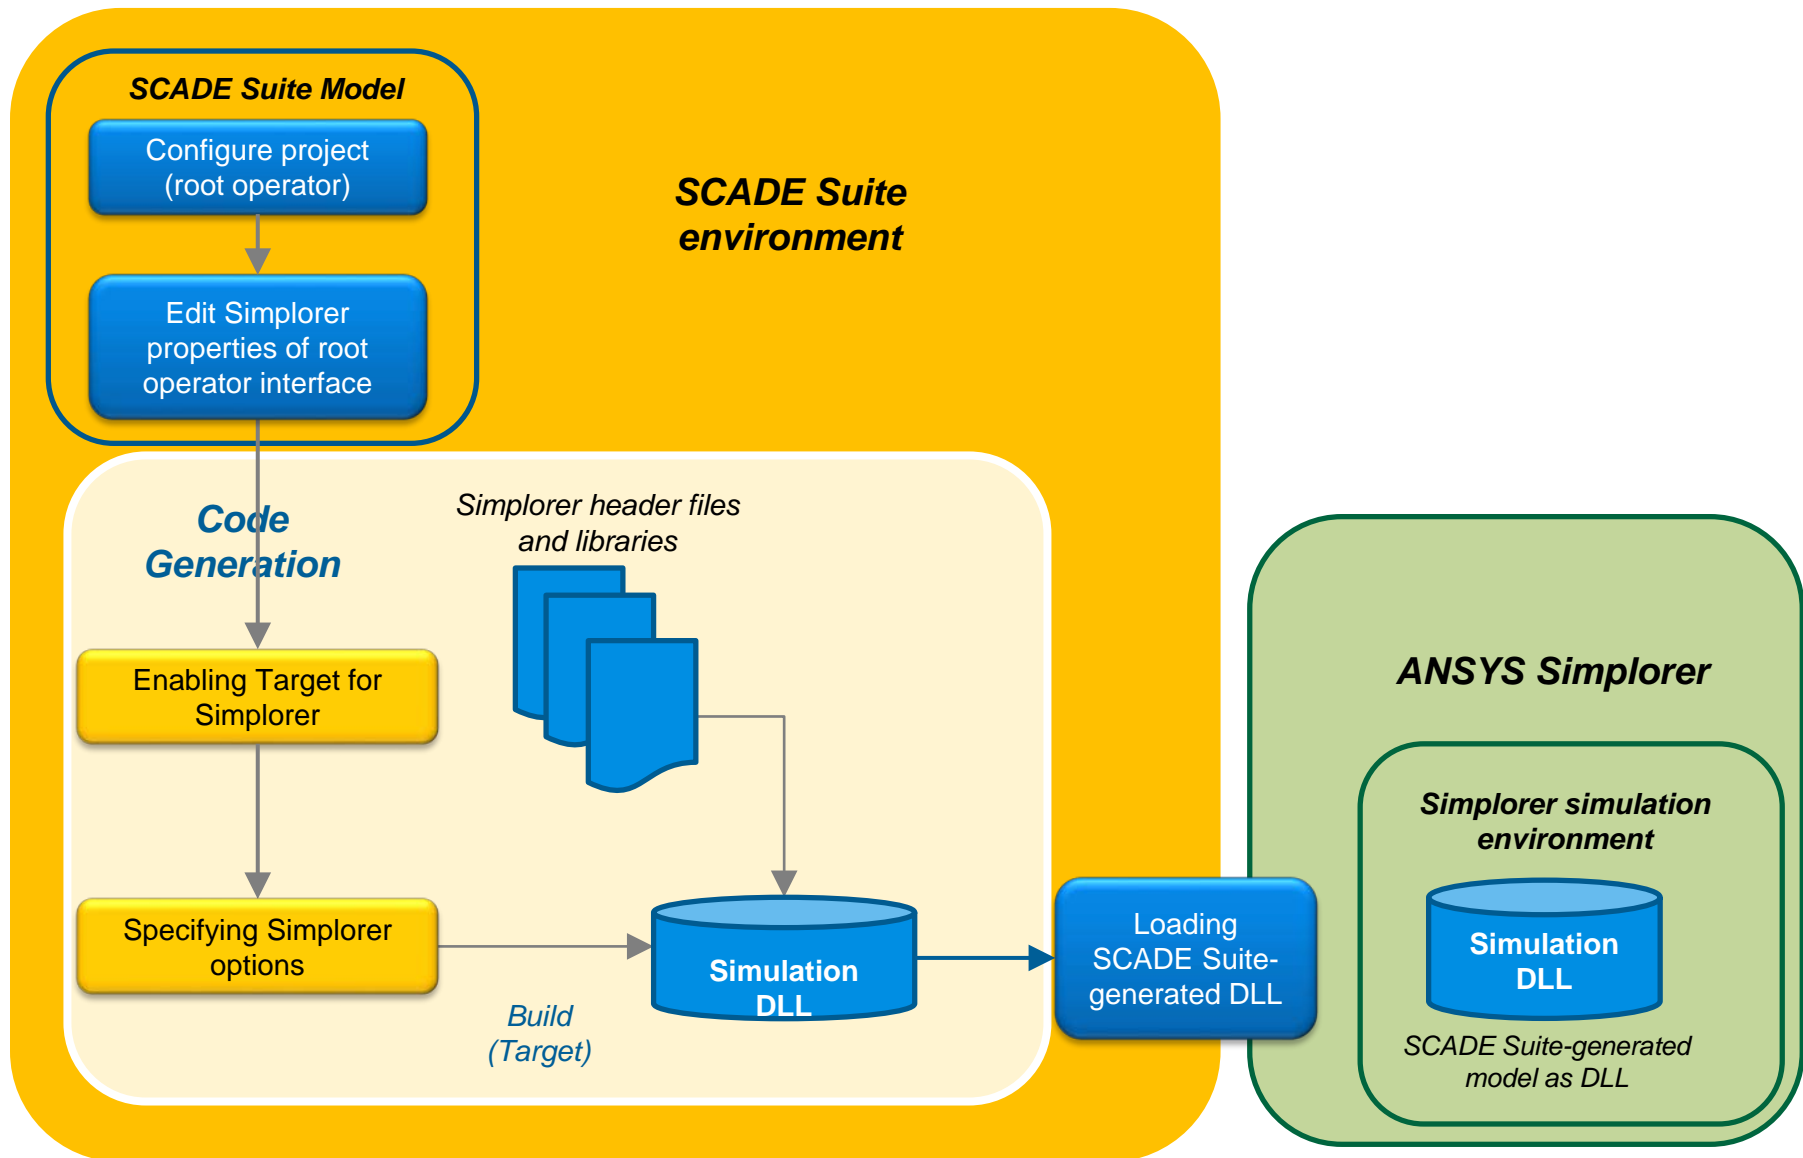 SCADE Suite Model
Configure project
(root operator)
Edit Simplorer
properties of root
operator interface
SCADE Suite
environment
Code
Generation
Simplorer header files
and libraries
Enabling Target for
Simplorer
Specifying Simplorer
options
Build
(Target)
Simulation
DLL
Loading
SCADE Suite-
generated DLL
ANSYS Simplorer
Simplorer simulation
environment
Simulation
DLL
SCADE Suite-generated
model as DLL